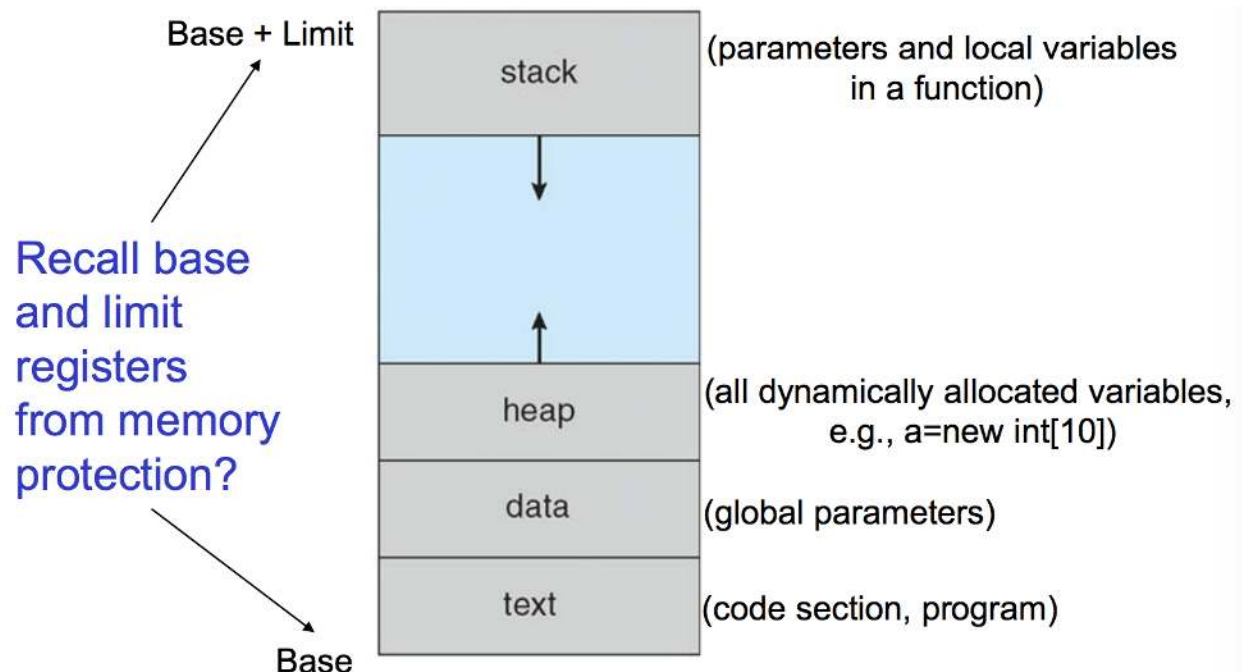 Base + Limit
stack
(parameters and local variables
in a function)
Recall base
and limit
registers
from memory
protection?
heap
(all dynamically allocated variables,
e.g., a=new int[10])
data
(global parameters)
text
(code section, program)
Base